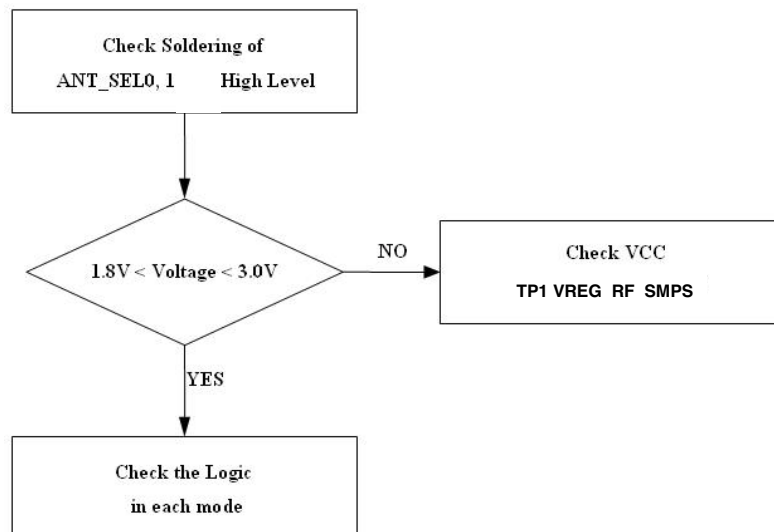 Check Soldering of
ANT_SEL0, 1 High Level
1.8V < Voltage < 3.0V
NO
Check VCC
TP1 VREG RF SMPS
YES
Check the Logic
in each mode